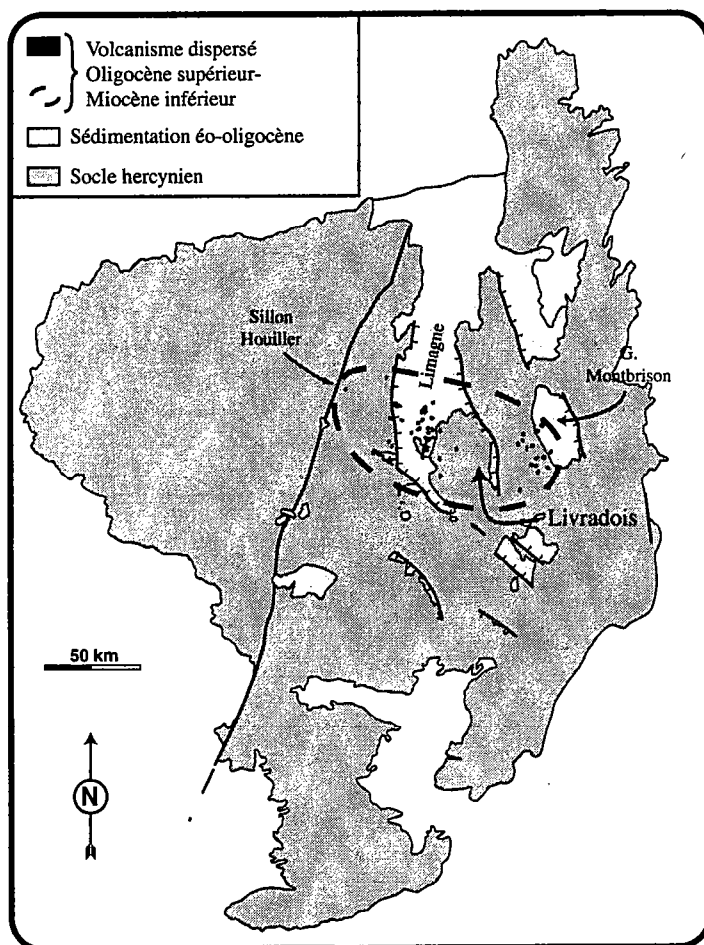 Volcanisme dispersé
Oligocène supérieur-
Miocène inférieur
Sédimentation éo-oligocène
Socle hercynien
Sillon
Houiller
Limagne
G.
Montbrison
Livradois
50 km
N